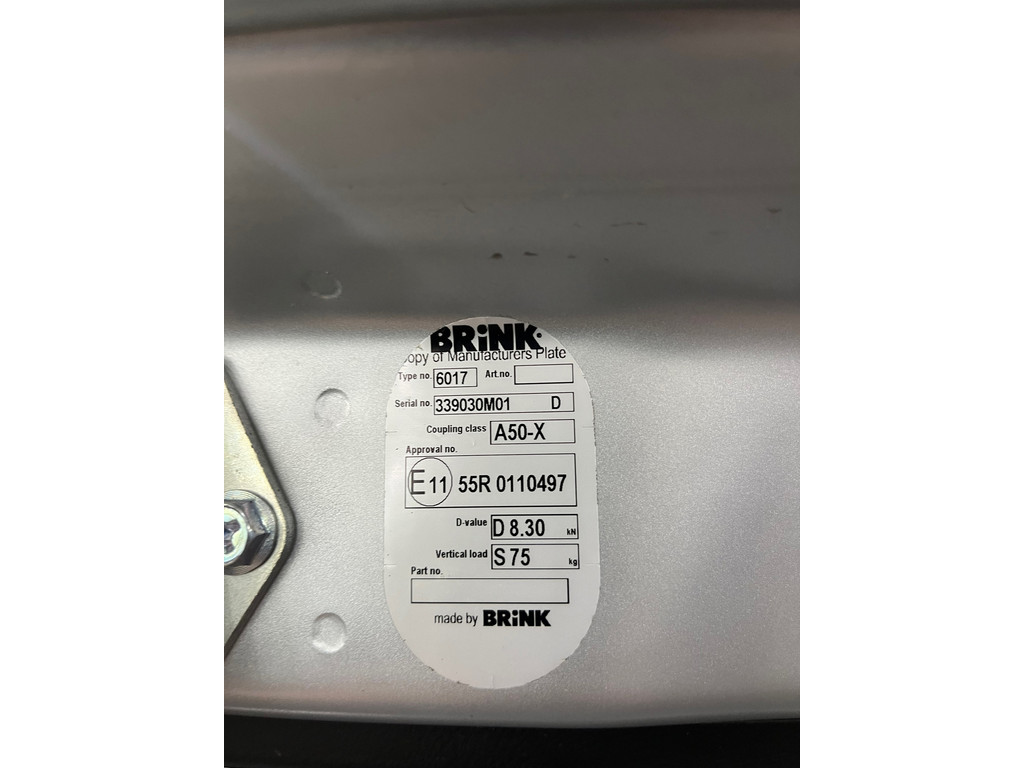 BRiNK
opy of Manufacturers Plate
Type no. 6017 Art.no.
Serial no. 339030M01 D
Coupling class A50-X
Approval no.
E11 55R 0110497
D-value D 8.30 kN
Vertical load S 75 kg
Part no.
made by BRiNK